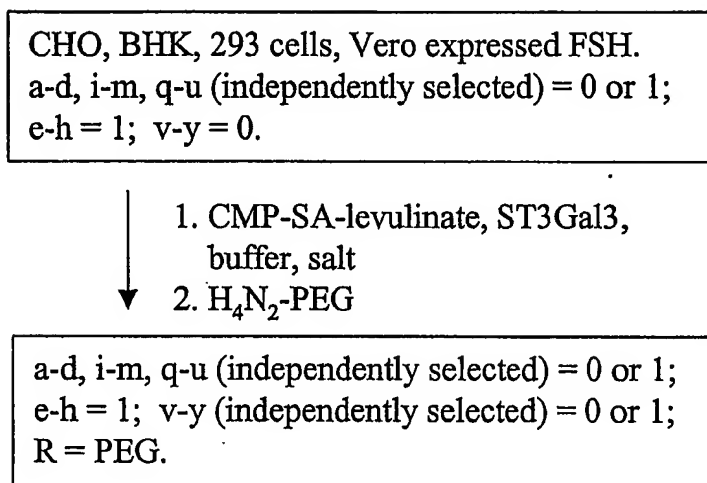 CHO, BHK, 293 cells, Vero expressed FSH.
a-d, i-m, q-u (independently selected) = 0 or 1;
e-h = 1; v-y = 0.
1. CMP-SA-levulinate, ST3Gal3,
buffer, salt
2. H₄N₂-PEG
a-d, i-m, q-u (independently selected) = 0 or 1;
e-h = 1; v-y (independently selected) = 0 or 1;
R = PEG.